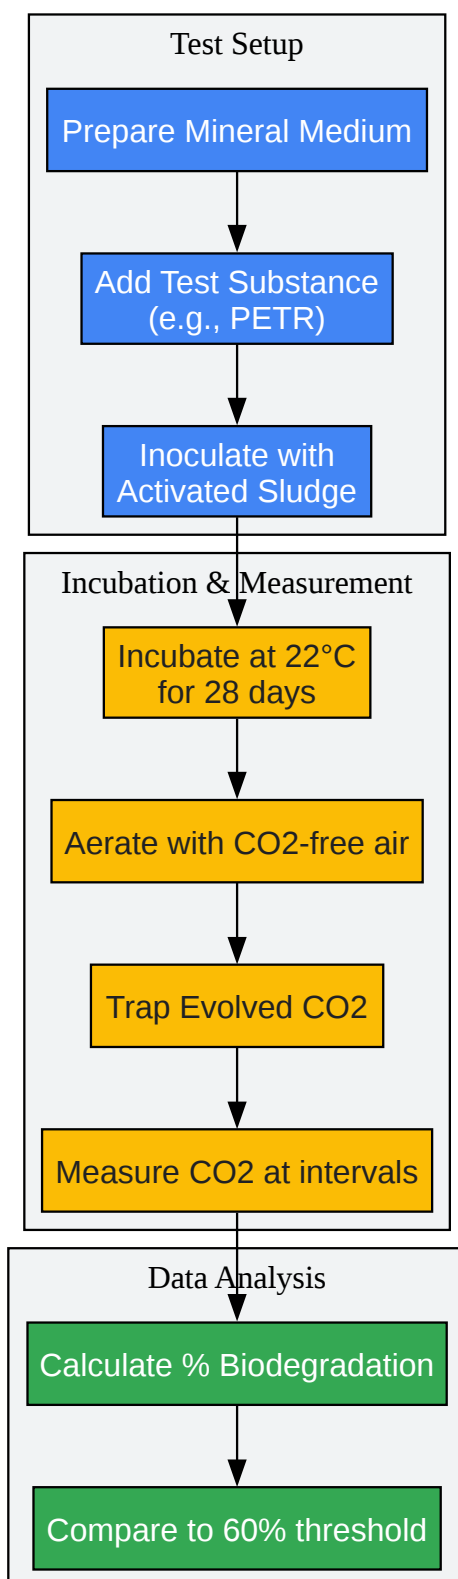 Test Setup
Prepare Mineral Medium
Add Test Substance
(e.g., PETR)
Inoculate with
Activated Sludge
Incubation & Measurement
Incubate at 22°C
for 28 days
Aerate with CO2-free air
Trap Evolved CO2
Measure CO2 at intervals
Data Analysis
Calculate % Biodegradation
Compare to 60% threshold